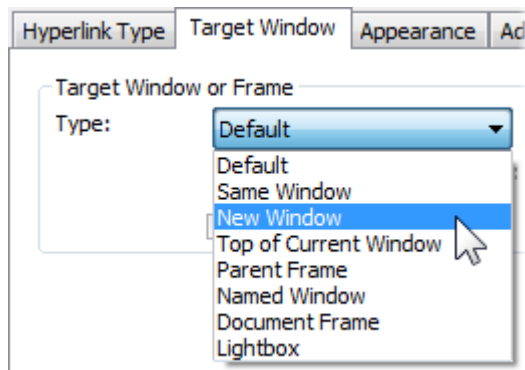 Hyperlink Type Target Window Appearance
Target Window or Frame
Type: Default
Default
Same Window
New Window
Top of Current Window
Parent Frame
Named Window
Document Frame
Lightbox